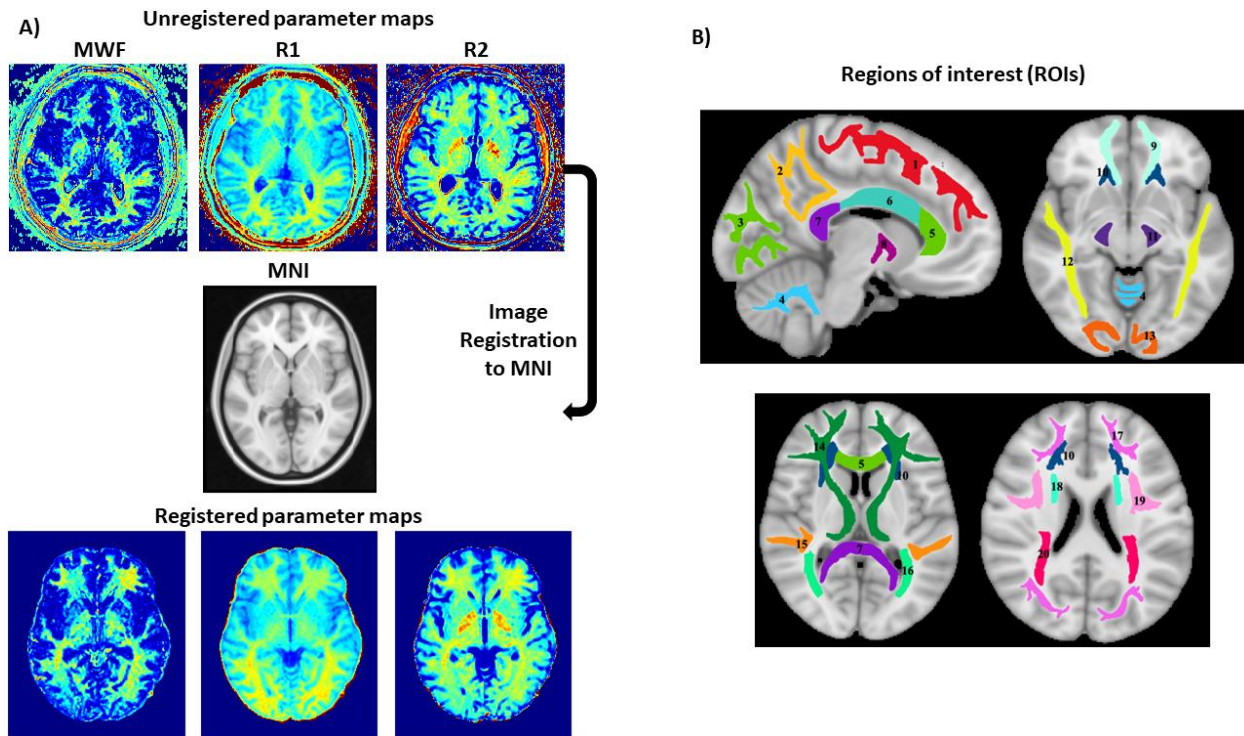 A)
Unregistered parameter maps
MWF
R1
R2
MNI
Image
Registration
to MNI
Registered parameter maps
B)
Regions of interest (ROIs)
1
2
3
4
5
6
7
8
9
10
11
12
4
13
14
5
10
7
15
16
17
10
18
19
20